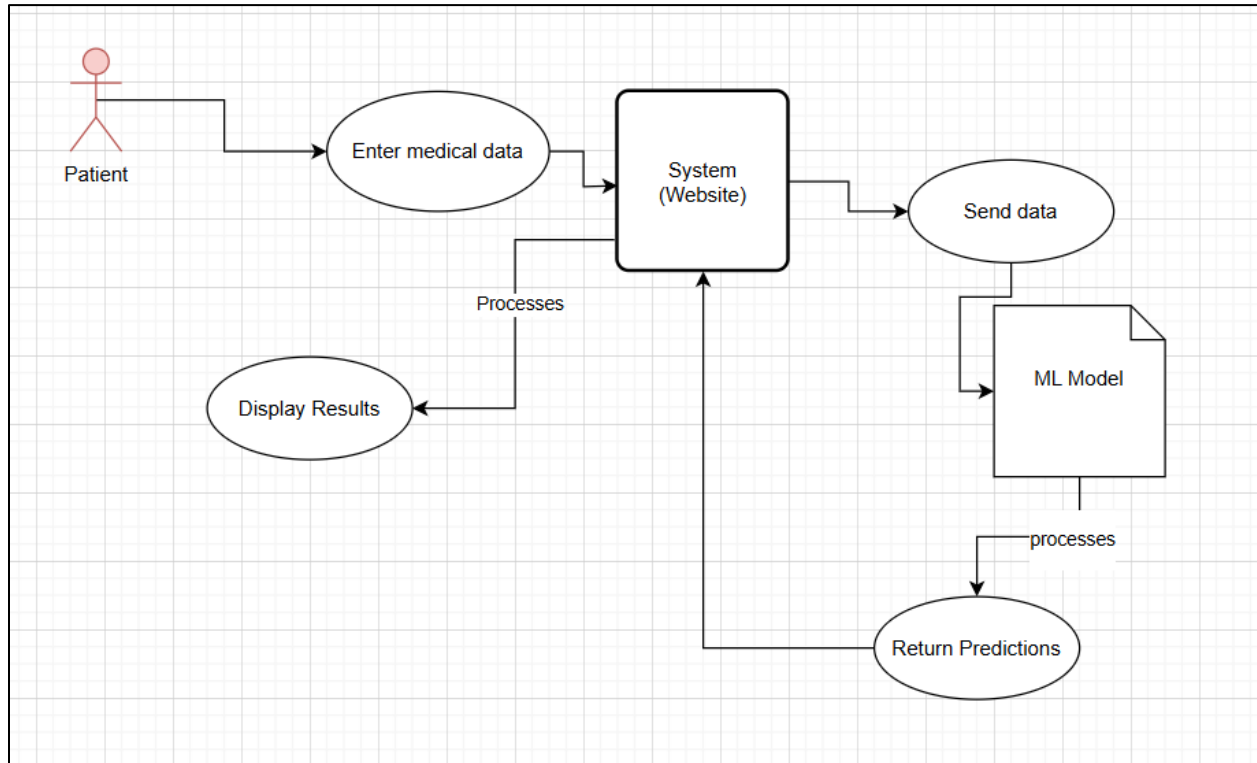 Patient
Enter medical data
System
(Website)
Send data
Processes
ML Model
Display Results
processes
Return Predictions